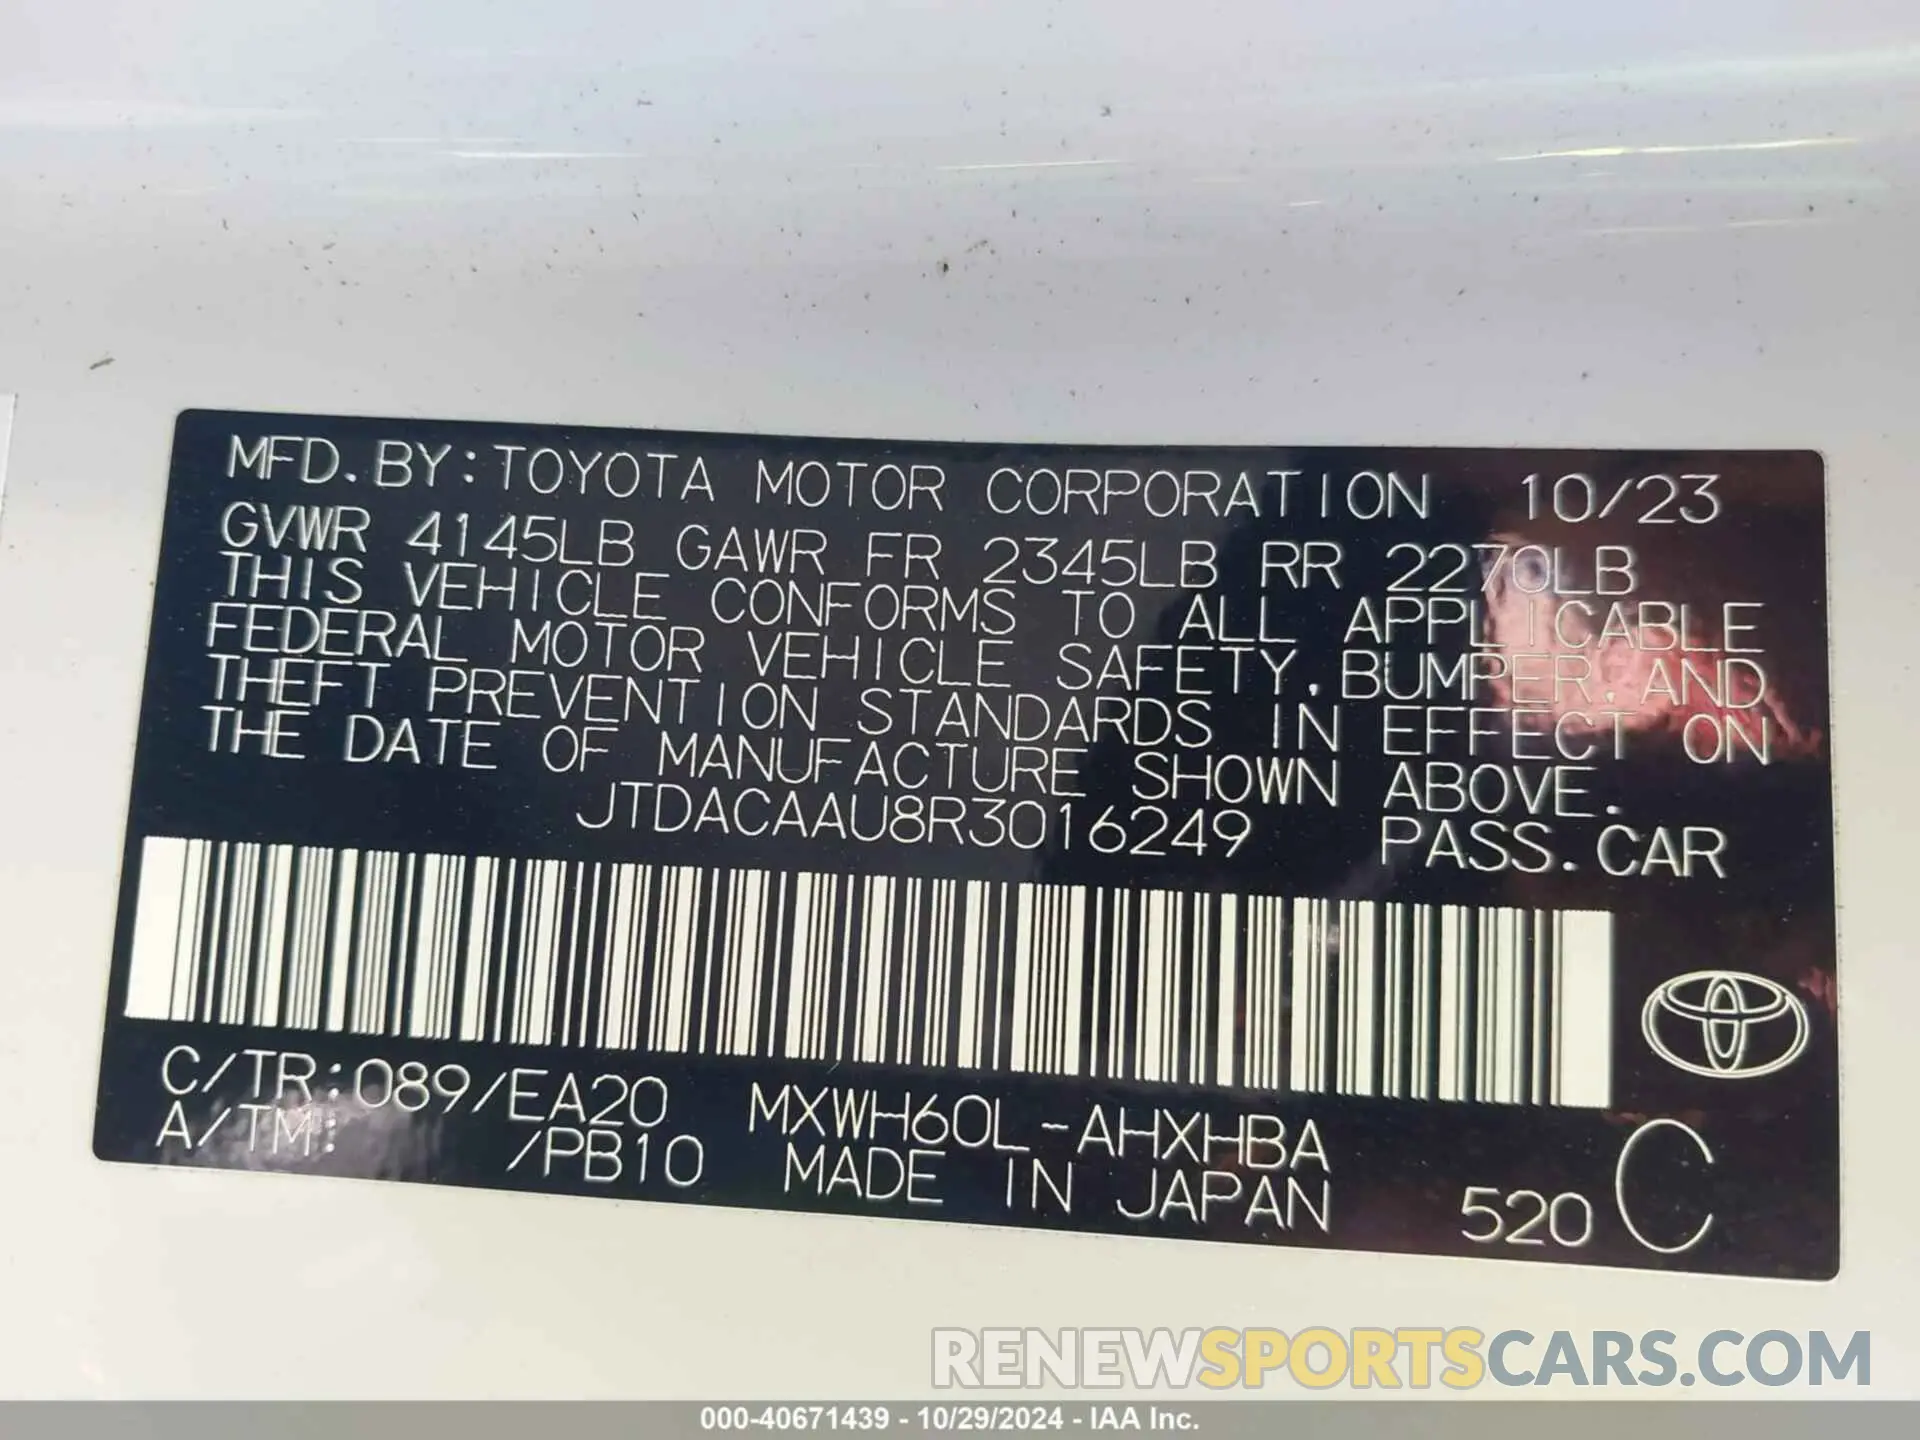 MFD.BY:TOYOTA MOTOR CORPORATION 10/23
GVWR 4145LB GAWR FR 2345LB RR 2270LB
THIS VEHICLE CONFORMS TO ALL APPLICABLE
FEDERAL MOTOR VEHICLE SAFETY,BUMPER,AND
THEFT PREVENTION STANDARDS IN EFFECT ON
THE DATE OF MANUFACTURE SHOWN ABOVE.
JTDACAAU8R3016249 PASS.CAR
C/TR:089/EA20 MXWH60L-AHXHBA
A/TM: /PB10 MADE IN JAPAN 520 C
RENEWSPORTSCARS.COM
000-40671439 - 10/29/2024 - IAA Inc.